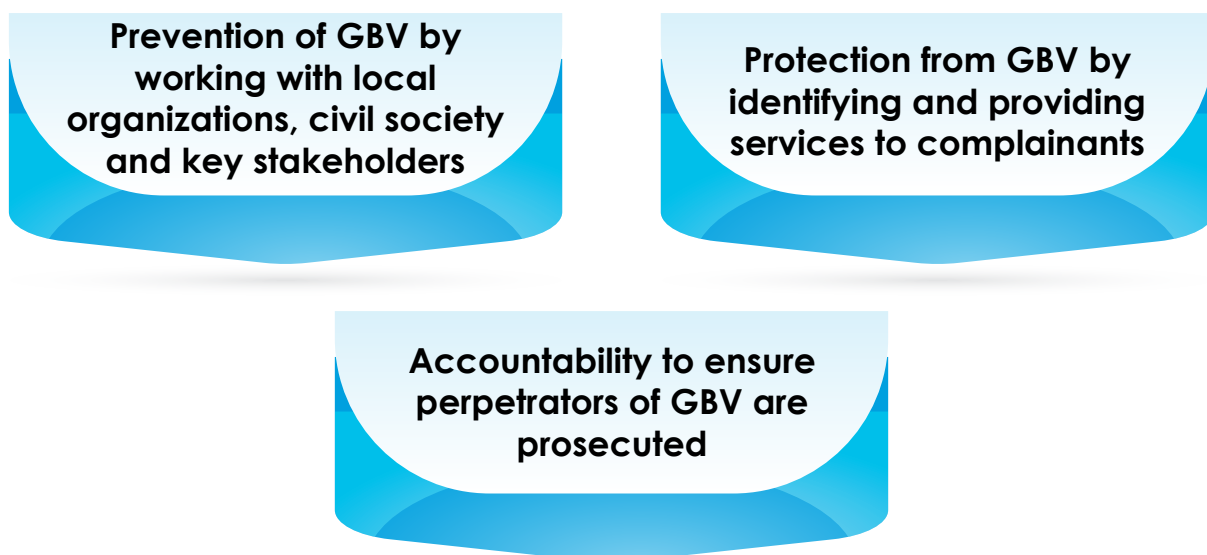 Prevention of GBV by
working with local
organizations, civil society
and key stakeholders
Protection from GBV by
identifying and providing
services to complainants
Accountability to ensure
perpetrators of GBV are
prosecuted